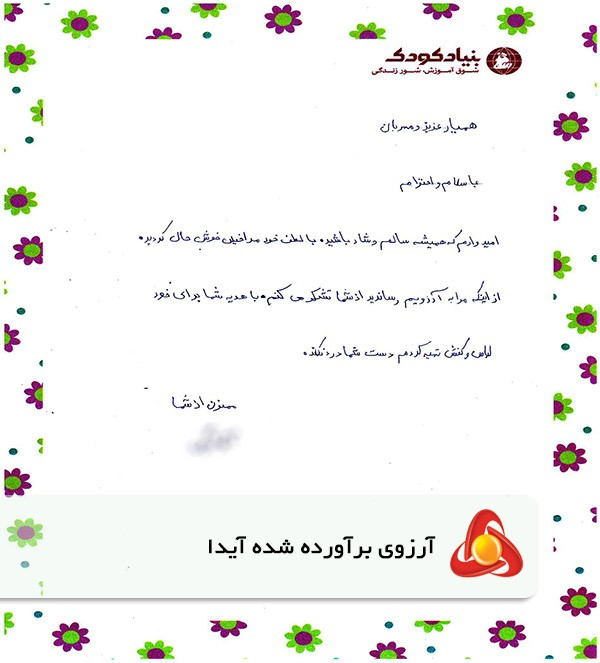 بنیاد کودک
شوق آموزش، شور زندگی
همیار عزیز و مهربان
با سلام و احترام
امید وارم که همیشه سالم و شاد باشید. با لطف خود مرا خیلی خوش حال کردید.
از اینکه مرا به آرزویم رساندید از شما تشکر می کنم. با هدیه شما برای خود
لباس و کفش تهیه کردم دست شما درد نکنه.
ممنون از شما
آرزوی برآورده شده آیدا